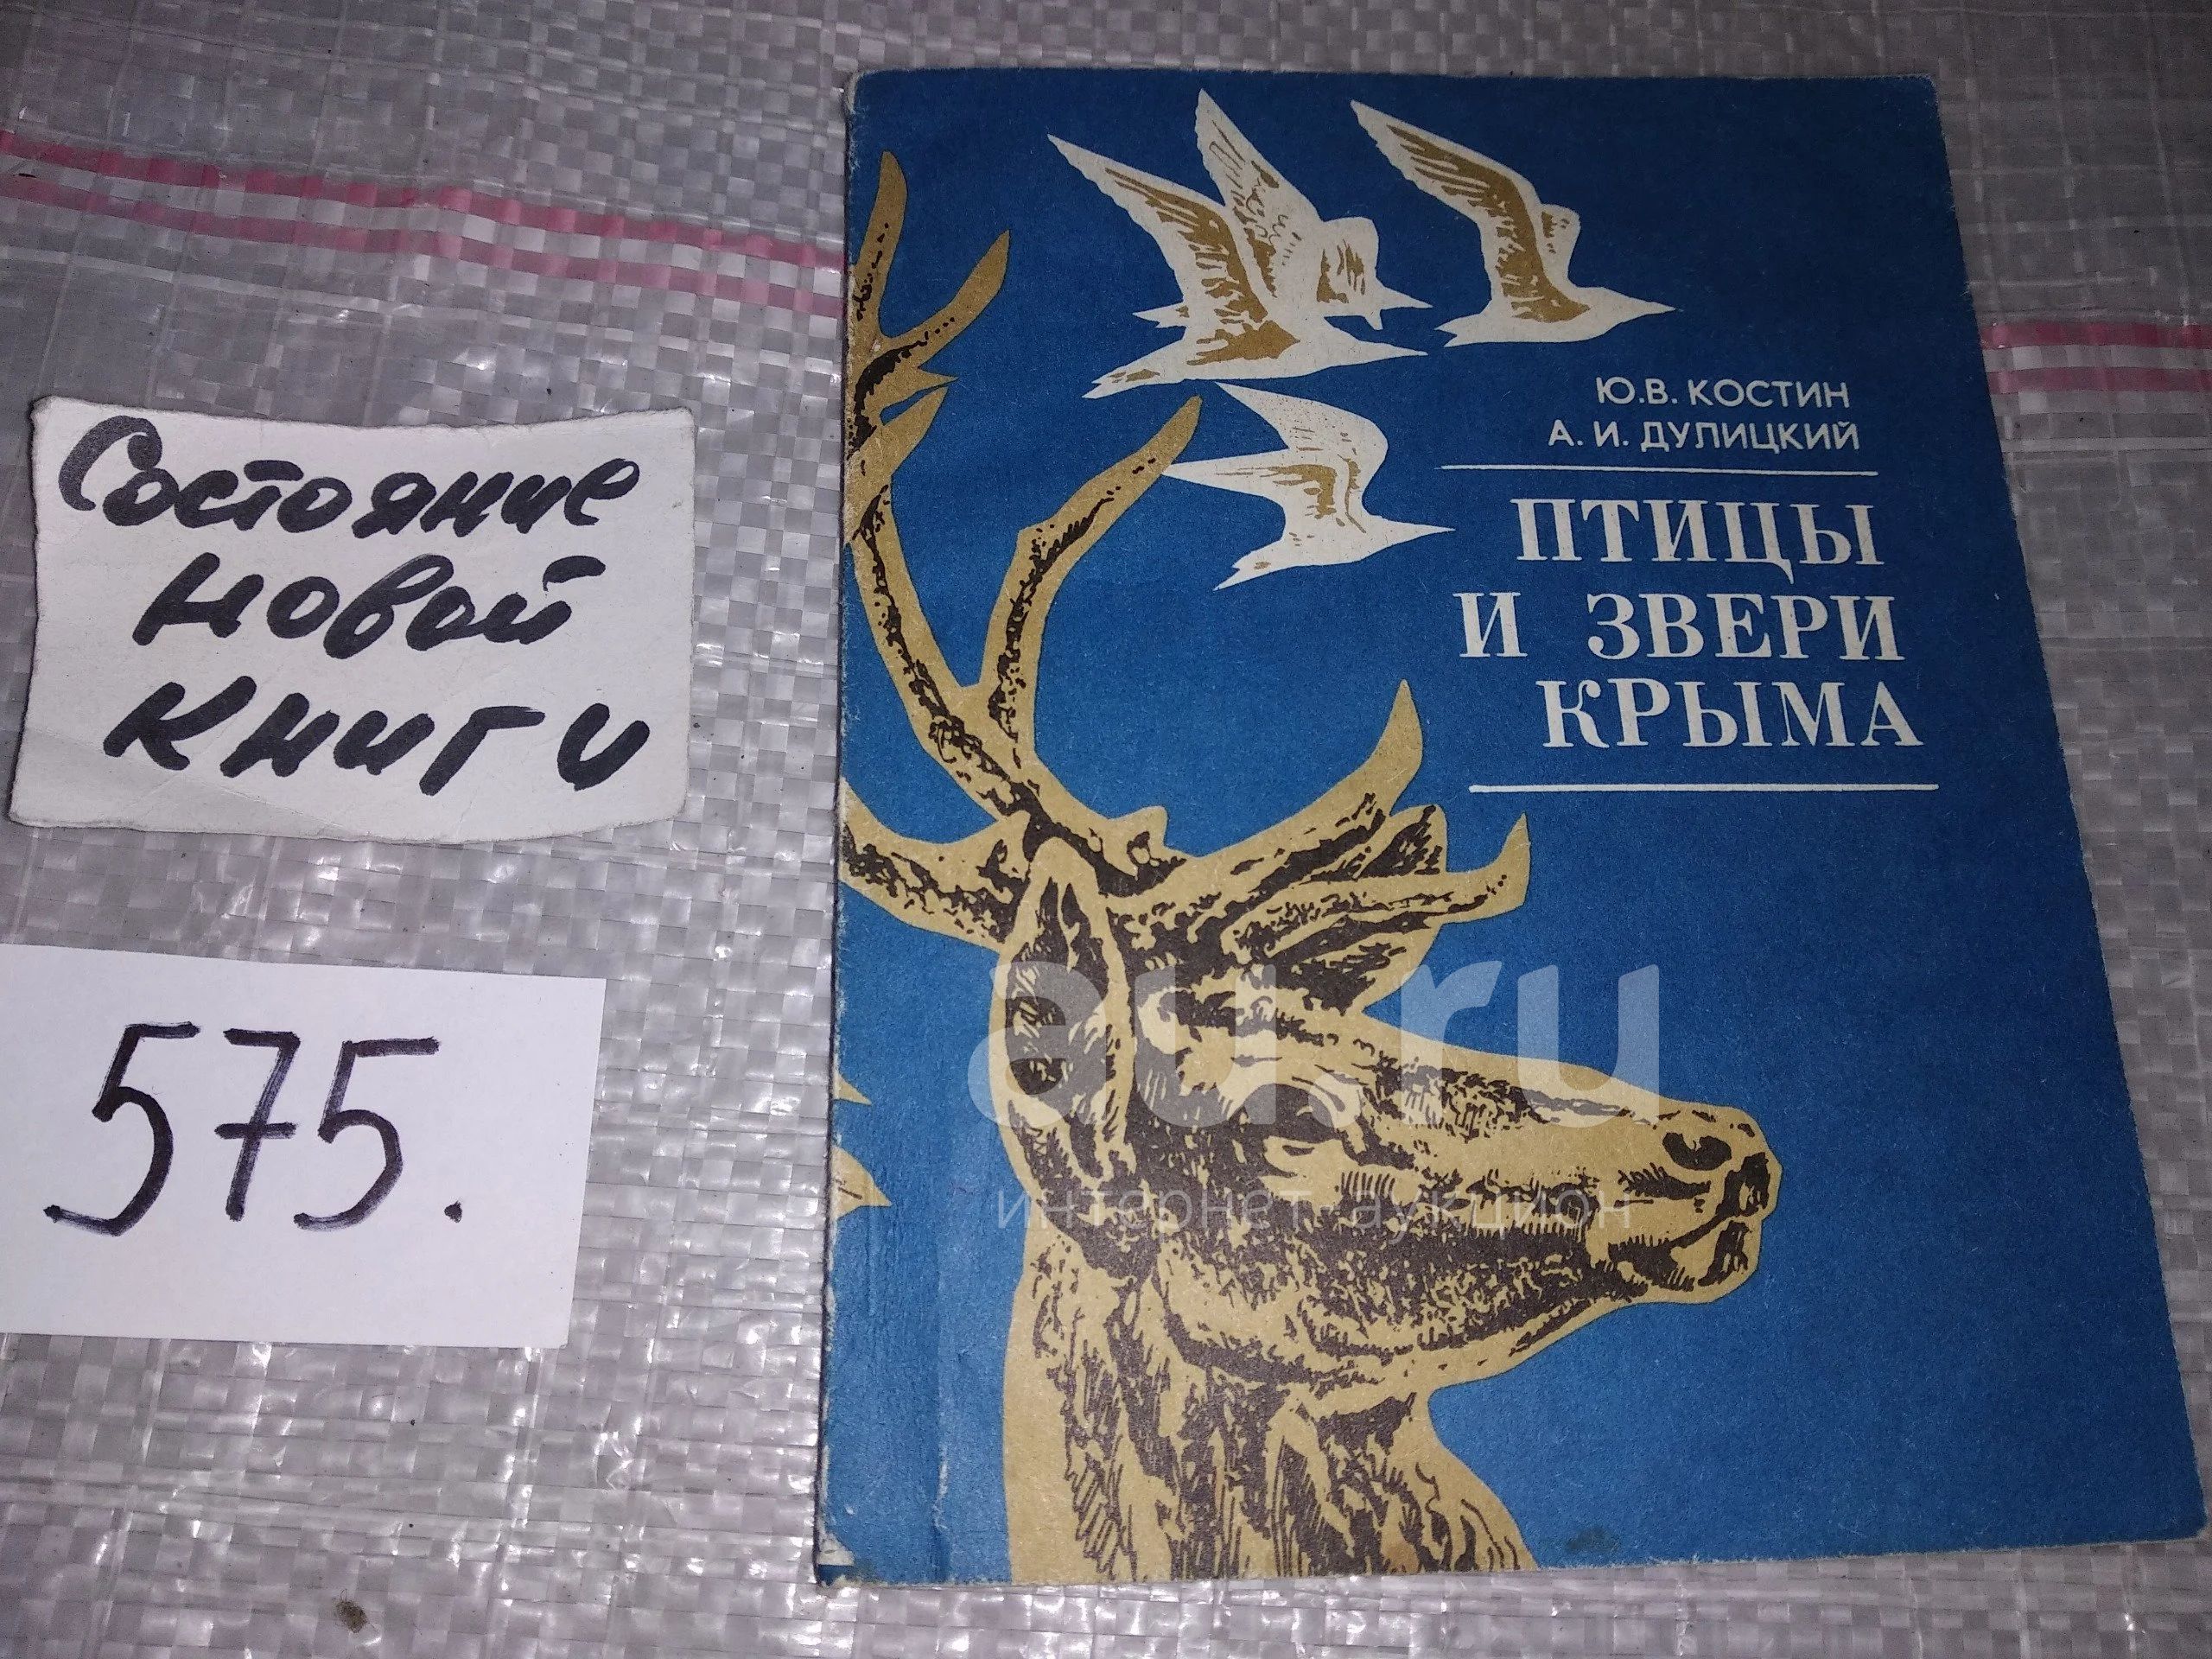 Состояние
новой
книги
575.
Ю.В. КОСТИН
А. И. ДУЛИЦКИЙ
ПТИЦЫ
И ЗВЕРИ
КРЫМА
au.ru
интернет-аукцион